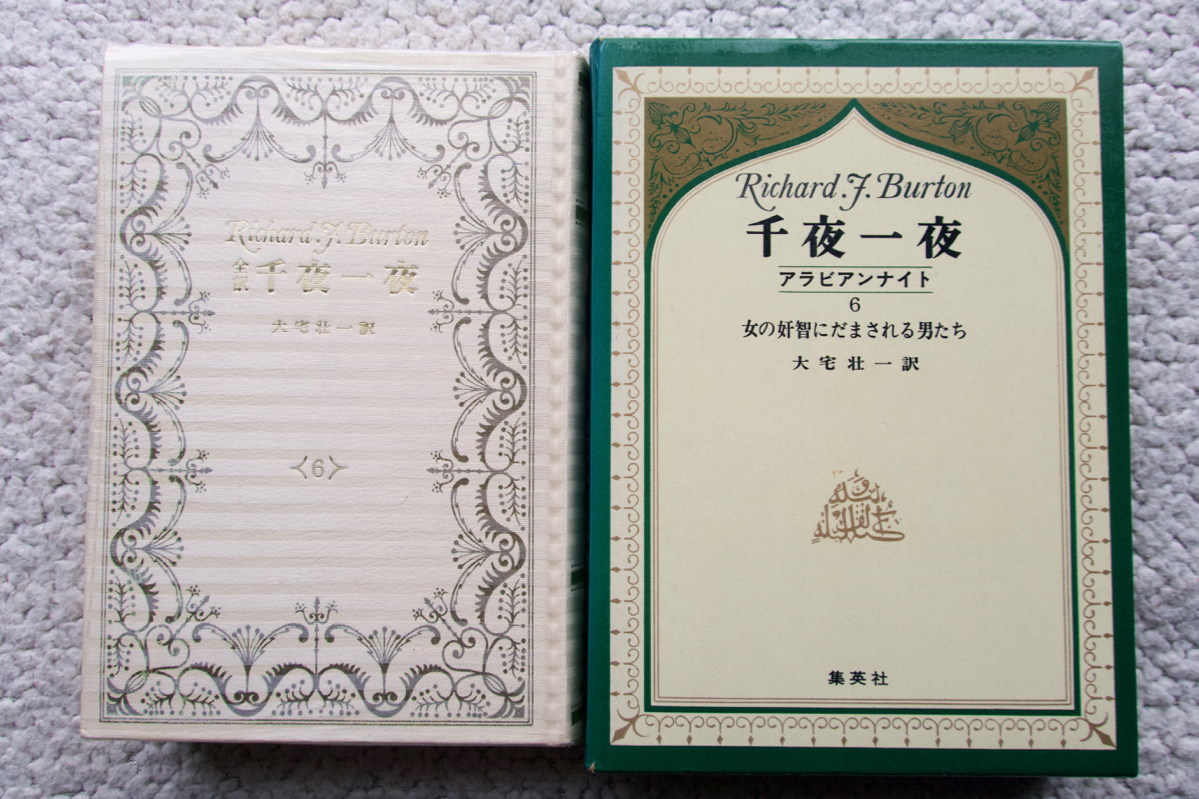 Richard.F.Burton
全訳 千夜一夜
大宅壮一訳
〈6〉
Richard.F.Burton
千夜一夜
アラビアンナイト
6
女の奸智にだまされる男たち
大宅壮一訳
集英社